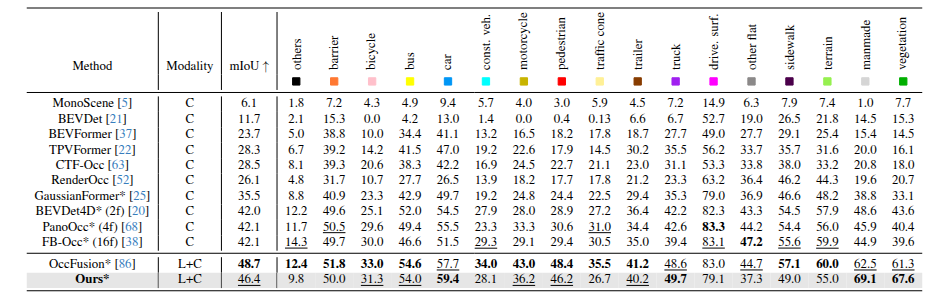 Method Modality mIoU ↑ others barrier bicycle bus car const. veh. motorcycle pedestrian traffic cone trailer truck drive. surf. other flat sidewalk terrain manmade vegetation
MonoScene [5] C 6.1 1.8 7.2 4.3 4.9 9.4 5.7 4.0 3.0 5.9 4.5 7.2 14.9 6.3 7.9 7.4 1.0 7.7
BEVDet [21] C 11.7 2.1 15.3 0.0 4.2 13.0 1.4 0.0 0.4 0.13 6.6 6.7 52.7 19.0 26.5 21.8 14.5 15.3
BEVFormer [37] C 23.7 5.0 38.8 10.0 34.4 41.1 13.2 16.5 18.2 17.8 18.7 27.7 49.0 27.7 29.1 25.4 15.4 14.5
TPVFormer [22] C 28.3 6.7 39.2 14.2 41.5 47.0 19.2 22.6 17.9 14.5 30.2 35.5 56.2 33.7 35.7 31.6 20.0 16.1
CTF-Occ [63] C 28.5 8.1 39.3 20.6 38.3 42.2 16.9 24.5 22.7 21.1 23.0 31.1 53.3 33.8 38.0 33.2 20.8 18.0
RenderOcc [52] C 26.1 4.8 31.7 10.7 27.7 26.5 13.9 18.2 17.7 17.8 21.2 23.3 63.2 36.4 46.2 44.3 19.6 20.7
GaussianFormer* [25] C 35.5 8.8 40.9 23.3 42.9 49.7 19.2 24.8 24.4 22.5 29.4 35.3 79.0 36.9 46.6 48.2 38.8 33.1
BEVDet4D* (2f) [20] C 42.0 12.2 49.6 25.1 52.0 54.5 27.9 28.0 28.9 27.2 36.4 42.2 82.3 43.3 54.5 57.9 48.6 43.6
PanoOcc* (4f) [68] C 42.1 11.7 50.5 29.6 49.4 55.5 23.3 33.3 30.6 31.0 34.4 42.6 83.3 44.2 54.4 56.0 45.9 40.4
FB-Occ* (16f) [38] C 42.1 14.3 49.7 30.0 46.6 51.5 29.3 29.1 29.4 30.5 35.0 39.4 83.1 47.2 55.6 59.9 44.9 39.6
OccFusion* [86] L+C 48.7 12.4 51.8 33.0 54.6 57.7 34.0 43.0 48.4 35.5 41.2 48.6 83.0 44.7 57.1 60.0 62.5 61.3
Ours* L+C 46.4 9.8 50.0 31.3 54.0 59.4 28.1 36.2 46.2 26.7 40.2 49.7 79.1 37.3 49.0 55.0 69.1 67.6